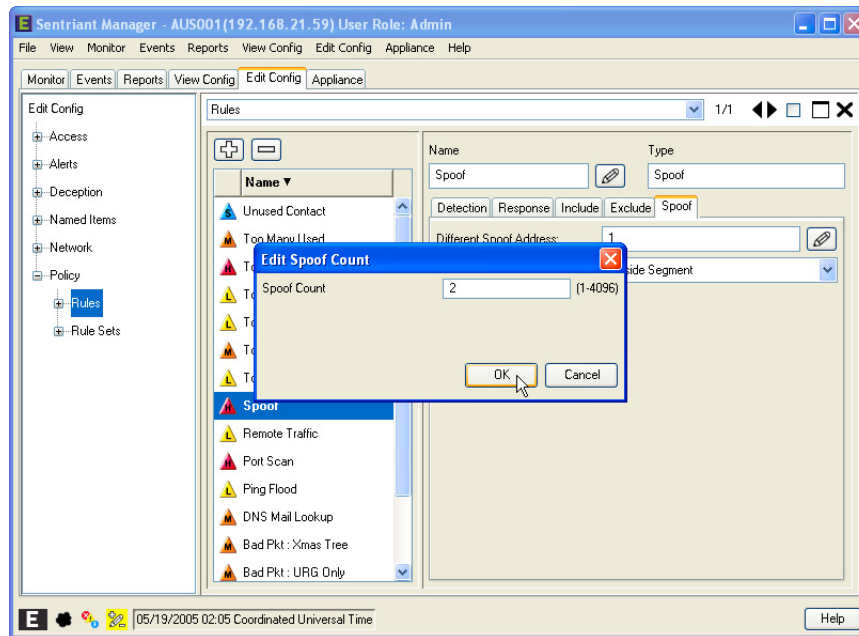 Sentriant Manager - AUS001(192.168.21.59) User Role: Admin
File View Monitor Events Reports View Config Edit Config Appliance Help
Monitor Events Reports View Config Edit Config Appliance
Edit Config
Access
Alerts
Deception
Named Items
Network
Policy
Rules
Rule Sets
Rules
1/1
Name
S Unused Contact
M Too Many Used
H
L
L
M
L
H Spoof
L Remote Traffic
H Port Scan
L Ping Flood
M DNS Mail Lookup
M Bad Pkt : Xmas Tree
M Bad Pkt : URG Only
Name Type
Spoof Spoof
Detection Response Include Exclude Spoof
Different Spoof Address: 1
Segment
Edit Spoof Count
Spoof Count 2 (1-4096)
OK Cancel
E 05/19/2005 02:05 Coordinated Universal Time Help